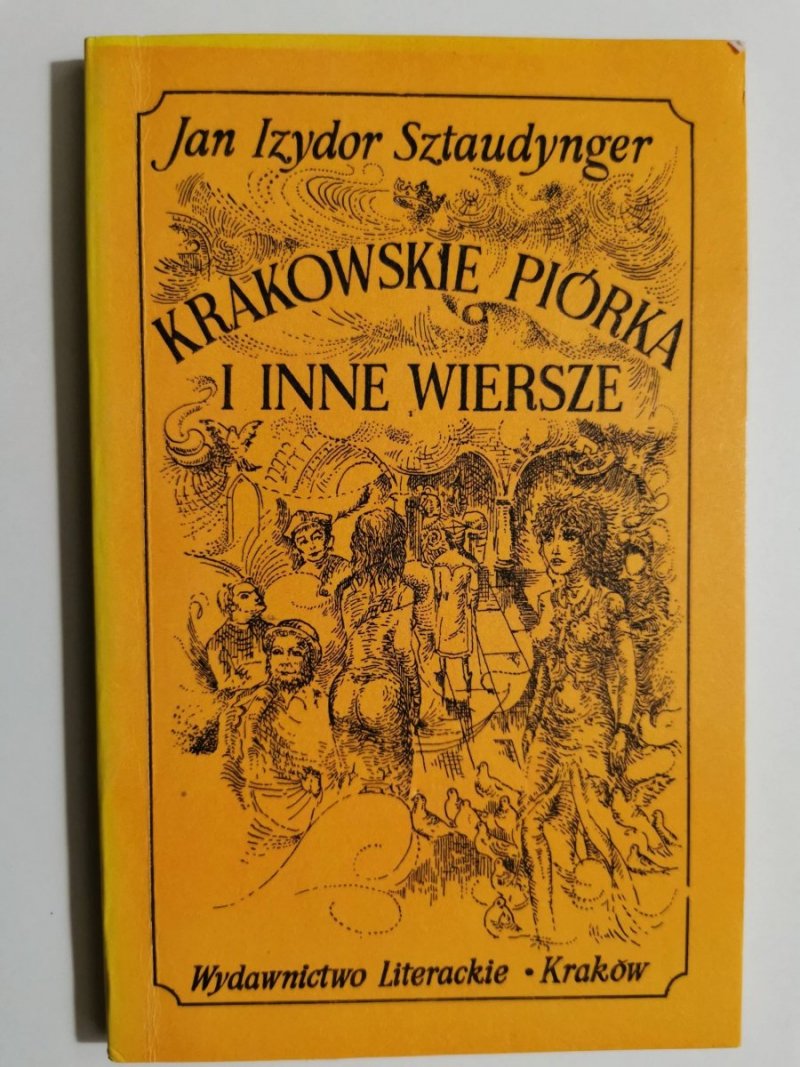 Jan Izydor Sztaudynger
KRAKOWSKIE PIÓRKA
I INNE WIERSZE
Wydawnictwo Literackie • Kraków